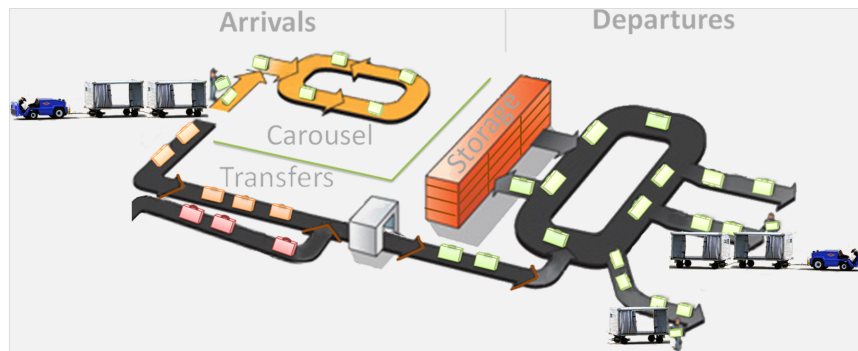 Arrivals
Departures
Carousel
Storage
Transfers